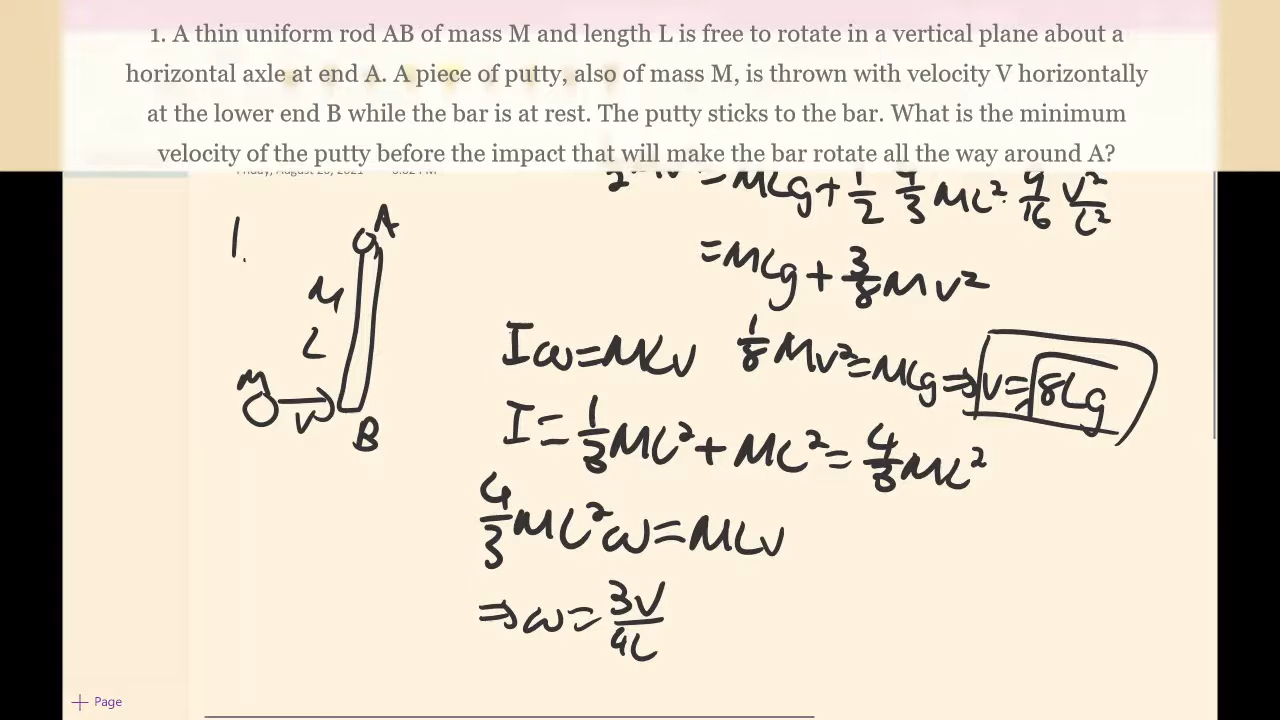 1. A thin uniform rod AB of mass M and length L is free to rotate in a vertical plane about a
horizontal axle at end A. A piece of putty, also of mass M, is thrown with velocity V horizontally
at the lower end B while the bar is at rest. The putty sticks to the bar. What is the minimum
velocity of the putty before the impact that will make the bar rotate all the way around A?
= MLg + 1/2 4/3 ML² · 9/16 V²/L²
1.
A
M
L
M
V
B
= MLg + 3/8 MV²
Iω = MLV
1/8 MV² = MLg ⇒ V = √8Lg
I = 1/3 ML² + ML² = 4/3 ML²
4/3 ML²ω = MLV
⇒ ω = 3V/4L
+ Page